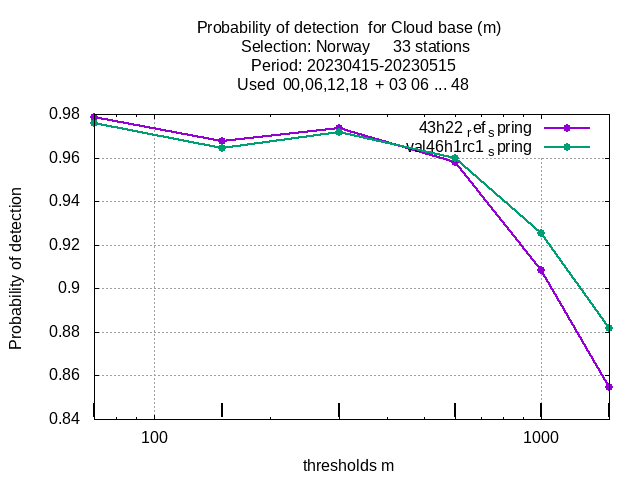 Probability of detection  for Cloud base (m)
Selection: Norway     33 stations
Period: 20230415-20230515
Used  00,06,12,18  + 03 06 ... 48
43h22 ref spring
val46h1rc1 spring
0.98
0.96
0.94
0.92
0.9
0.88
0.86
0.84
Probability of detection
100
1000
thresholds m